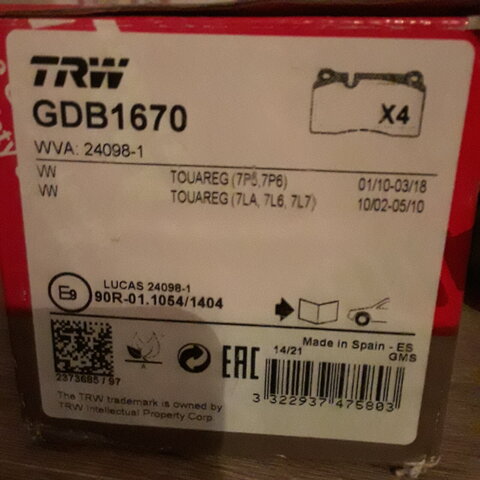 TRW
GDB1670
X4
WVA: 24098-1
VW TOUAREG (7P5,7P6) 01/10-03/18
VW TOUAREG (7LA, 7L6, 7L7) 10/02-05/10
E9
LUCAS 24098-1
90R-01.1054/1404
Made in Spain - ES
GMS
14/21
EAC
A
2373685 / 97
3 322937 475803
The TRW trademark is owned by
TRW Intellectual Property Corp.